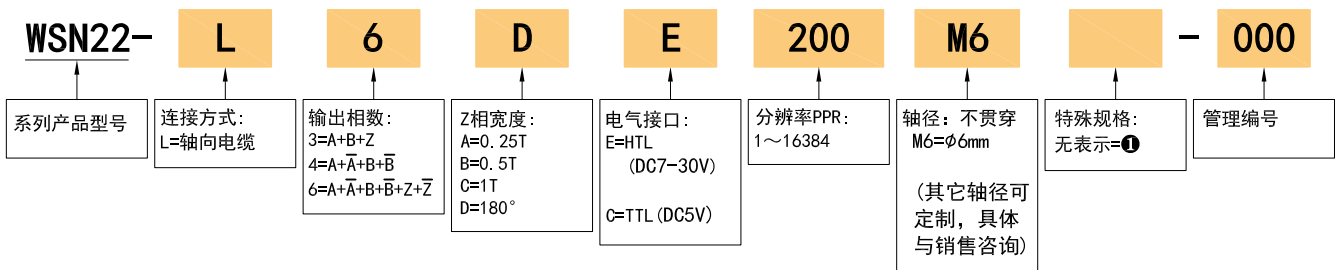 WSN22- L 6 D E 200 M6 - 000
系列产品型号
连接方式:
L=轴向电缆
输出相数:
3=A+B+Z
4=A+A̅+B+B̅
6=A+A̅+B+B̅+Z+Z̅
Z相宽度:
A=0.25T
B=0.5T
C=1T
D=180°
电气接口:
E=HTL
(DC7-30V)
C=TTL(DC5V)
分辨率PPR:
1～16384
轴径: 不贯穿
M6=φ6mm
(其它轴径可
定制, 具体
与销售咨询)
特殊规格:
无表示=❶
管理编号